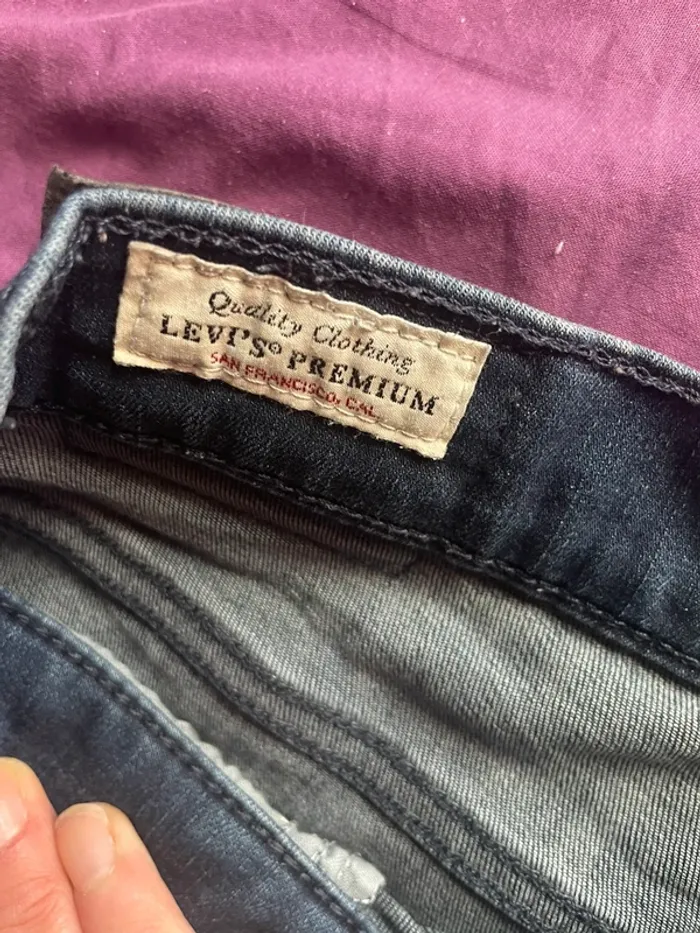 Quality Clothing
LEVI'S® PREMIUM
SAN FRANCISCO, CAL